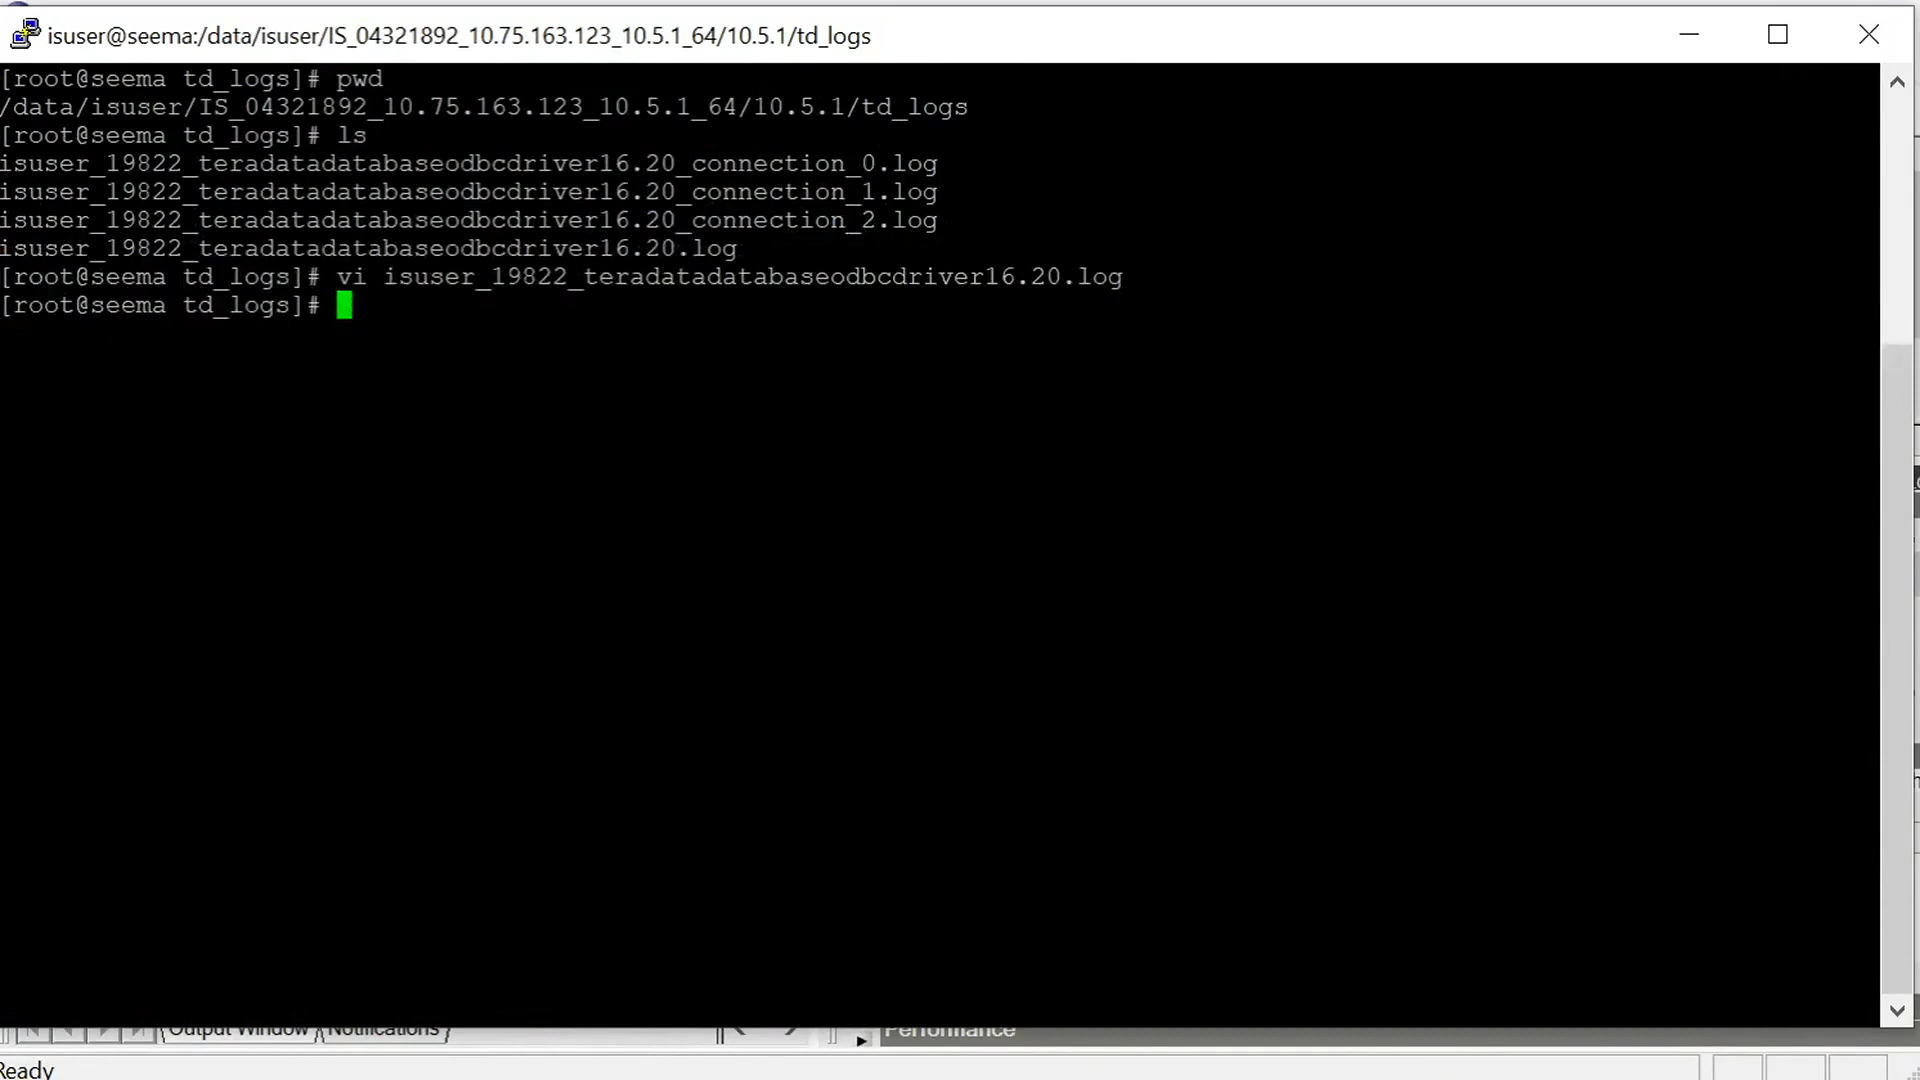 isuser@seema:/data/isuser/IS_04321892_10.75.163.123_10.5.1_64/10.5.1/td_logs
[root@seema td_logs]# pwd
/data/isuser/IS_04321892_10.75.163.123_10.5.1_64/10.5.1/td_logs
[root@seema td_logs]# ls
isuser_19822_teradatadatabaseodbcdriver16.20_connection_0.log
isuser_19822_teradatadatabaseodbcdriver16.20_connection_1.log
isuser_19822_teradatadatabaseodbcdriver16.20_connection_2.log
isuser_19822_teradatadatabaseodbcdriver16.20.log
[root@seema td_logs]# vi isuser_19822_teradatadatabaseodbcdriver16.20.log
[root@seema td_logs]#
Output Window Notifications Performance
Ready